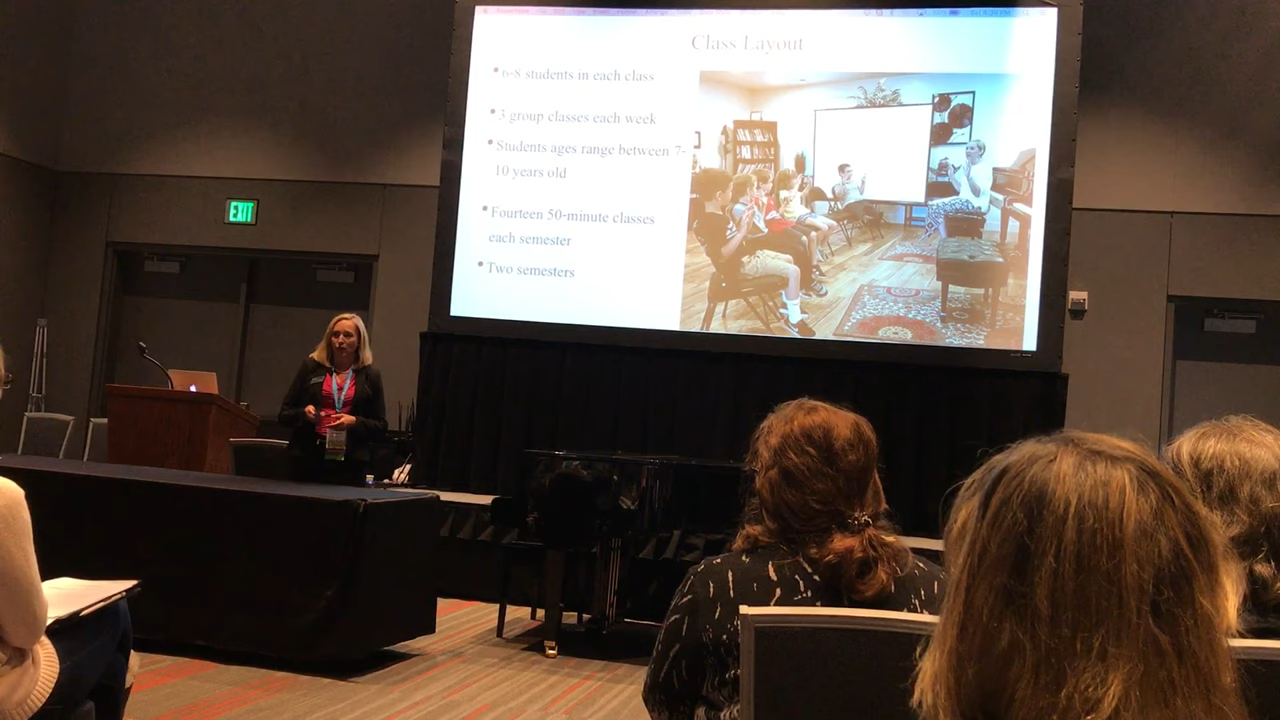 Class Layout
•6-8 students in each class
•3 group classes each week
•Students ages range between 7-
10 years old
•Fourteen 50-minute classes
each semester
•Two semesters
EXIT